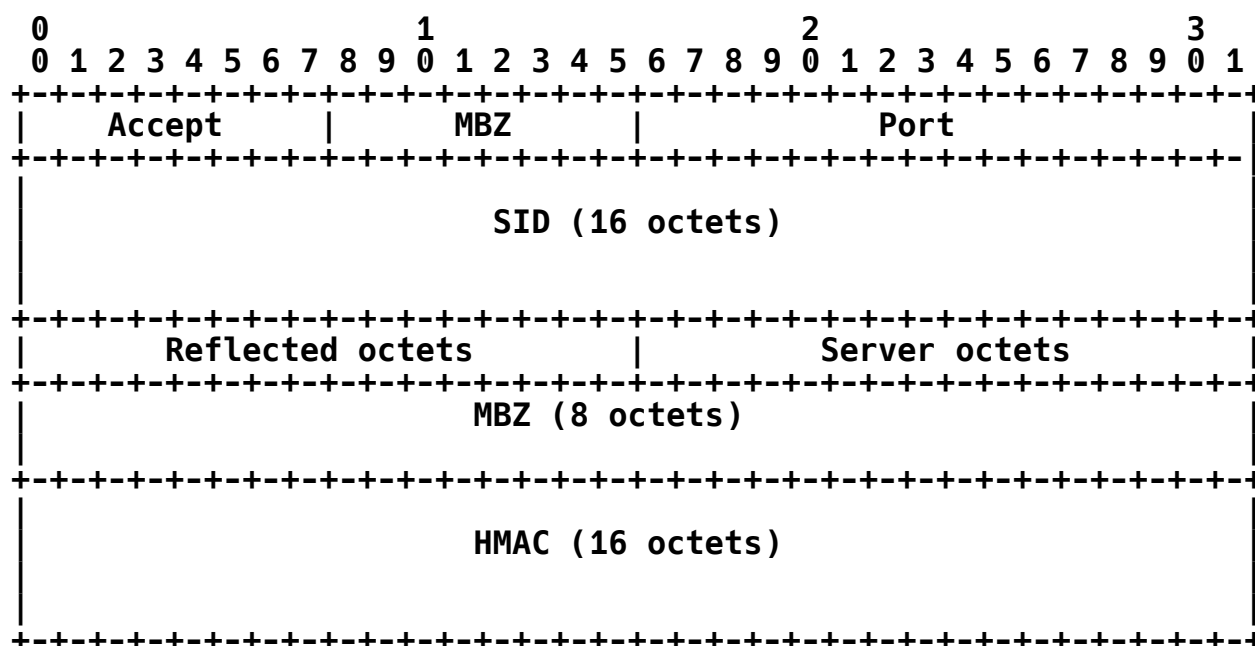 0                   1                   2                   3
0 1 2 3 4 5 6 7 8 9 0 1 2 3 4 5 6 7 8 9 0 1 2 3 4 5 6 7 8 9 0 1
+-+-+-+-+-+-+-+-+-+-+-+-+-+-+-+-+-+-+-+-+-+-+-+-+-+-+-+-+-+-+-+-+
|    Accept     |      MBZ      |            Port               |
+-+-+-+-+-+-+-+-+-+-+-+-+-+-+-+-+-+-+-+-+-+-+-+-+-+-+-+-+-+-+-+-|
|                                                               |
|                        SID (16 octets)                        |
|                                                               |
|                                                               |
+-+-+-+-+-+-+-+-+-+-+-+-+-+-+-+-+-+-+-+-+-+-+-+-+-+-+-+-+-+-+-+-+
|       Reflected octets        |         Server octets         |
+-+-+-+-+-+-+-+-+-+-+-+-+-+-+-+-+-+-+-+-+-+-+-+-+-+-+-+-+-+-+-+-+
|                       MBZ (8 octets)                          |
|                                                               |
+-+-+-+-+-+-+-+-+-+-+-+-+-+-+-+-+-+-+-+-+-+-+-+-+-+-+-+-+-+-+-+-+
|                                                               |
|                       HMAC (16 octets)                        |
|                                                               |
|                                                               |
+-+-+-+-+-+-+-+-+-+-+-+-+-+-+-+-+-+-+-+-+-+-+-+-+-+-+-+-+-+-+-+-+